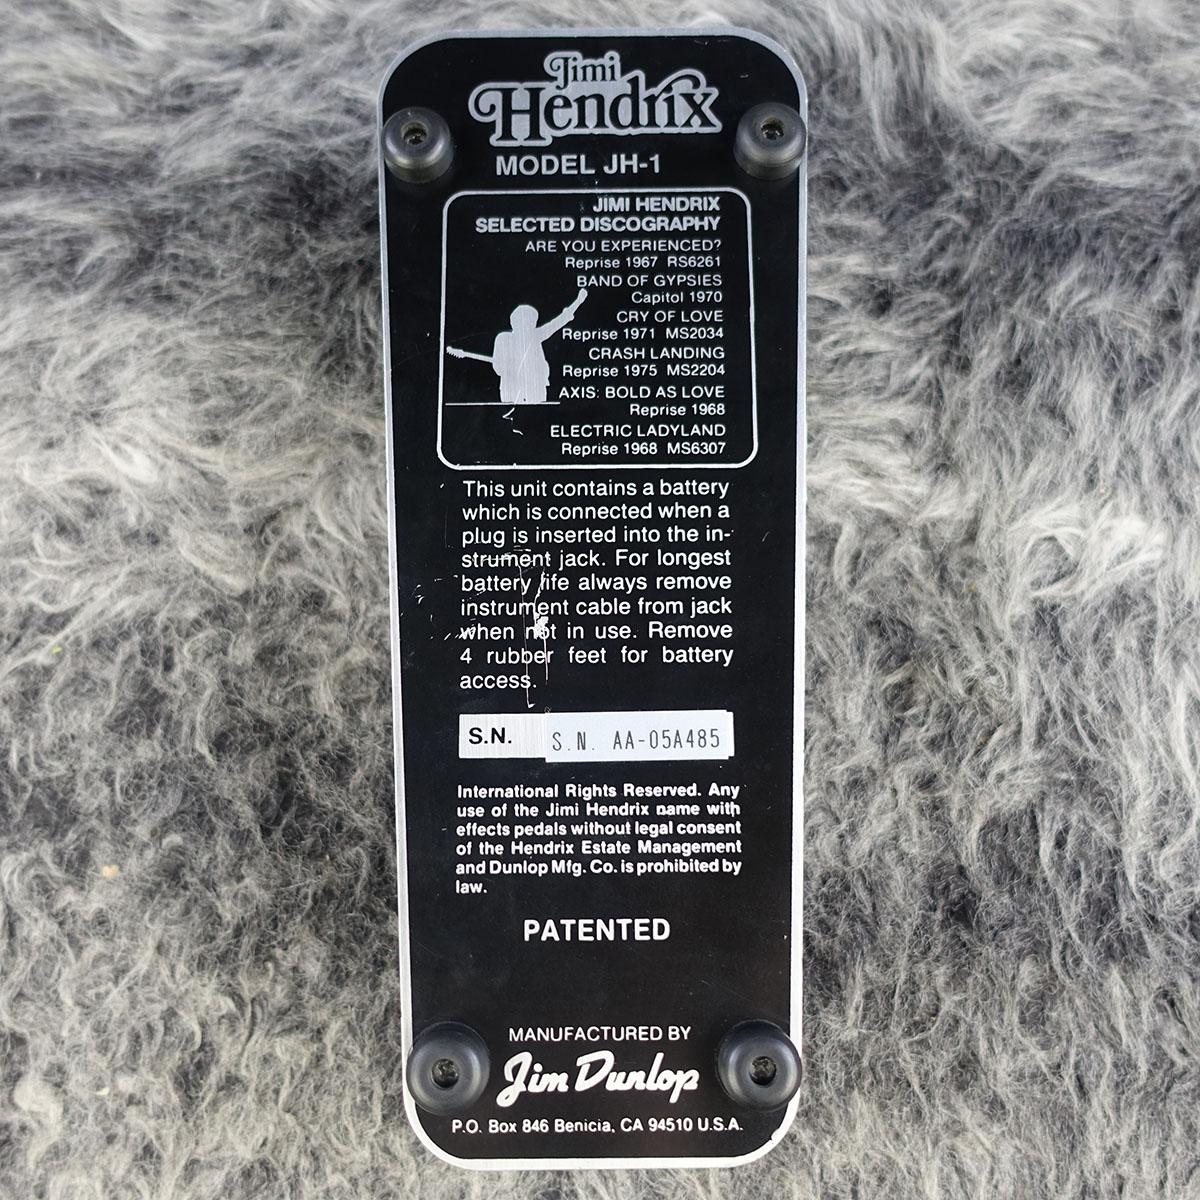 Jimi
Hendrix
MODEL JH-1
JIMI HENDRIX
SELECTED DISCOGRAPHY
ARE YOU EXPERIENCED?
Reprise 1967 RS6261
BAND OF GYPSIES
Capitol 1970
CRY OF LOVE
Reprise 1971 MS2034
CRASH LANDING
Reprise 1975 MS2204
AXIS: BOLD AS LOVE
Reprise 1968
ELECTRIC LADYLAND
Reprise 1968 MS6307
This unit contains a battery
which is connected when a
plug is inserted into the in-
strument jack. For longest
battery life always remove
instrument cable from jack
when not in use. Remove
4 rubber feet for battery
access.
S.N. S.N. AA-05A485
International Rights Reserved. Any
use of the Jimi Hendrix name with
effects pedals without legal consent
of the Hendrix Estate Management
and Dunlop Mfg. Co. is prohibited by
law.
PATENTED
MANUFACTURED BY
Jim Dunlop
P.O. Box 846 Benicia, CA 94510 U.S.A.